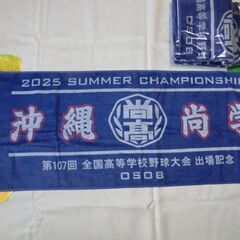 2025 SUMMER CHAMPIONSHIP
沖縄 尚高 尚学
第107回 全国高等学校野球大会 出場記念
OSOB